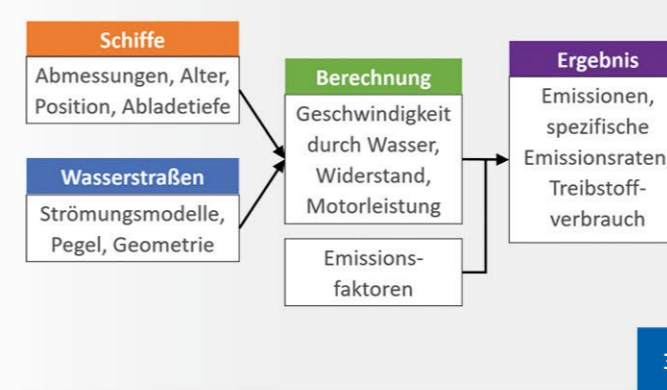 Schiffe
Abmessungen, Alter,
Position, Abladetiefe
Wasserstraßen
Strömungsmodelle,
Pegel, Geometrie
Berechnung
Geschwindigkeit
durch Wasser,
Widerstand,
Motorleistung
Emissions-
faktoren
Ergebnis
Emissionen,
spezifische
Emissionsraten
Treibstoff-
verbrauch